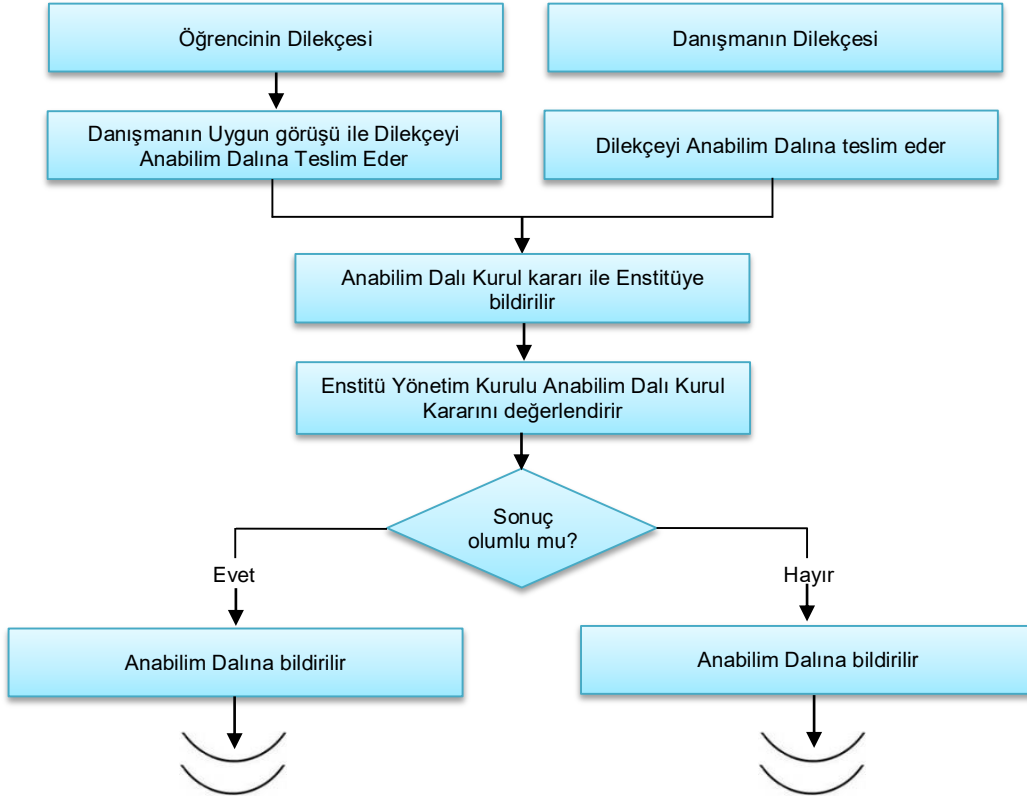 Öğrencinin Dilekçesi
Danışmanın Dilekçesi
Danışmanın Uygun görüşü ile Dilekçeyi
Anabilim Dalına Teslim Eder
Dilekçeyi Anabilim Dalına teslim eder
Anabilim Dalı Kurul kararı ile Enstitüye
bildirilir
Enstitü Yönetim Kurulu Anabilim Dalı Kurul
Kararını değerlendirir
Sonuç
olumlu mu?
Evet
Hayır
Anabilim Dalına bildirilir
Anabilim Dalına bildirilir